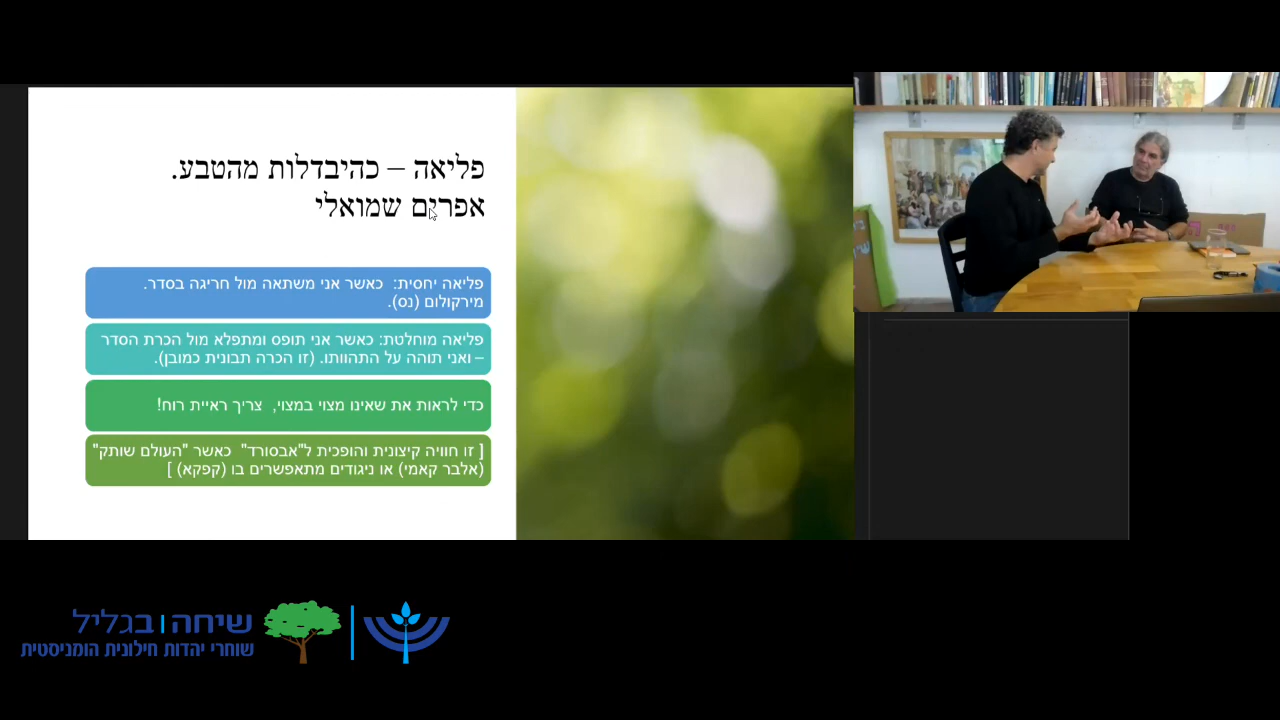 פליאה – כהיבדלות מהטבע.
אפרים שמואלי
פליאה יחסית: כאשר אני משתאה מול חריגה בסדר.
מירקולום (נס).
פליאה מוחלטת: כאשר אני תופס ומתפלא מול הכרת הסדר
– ואני תוהה על התהוותו. (זו הכרה תבונית כמובן).
כדי לראות את שאינו מצוי במצוי, צריך ראיית רוח!
[ זו חוויה קיצונית והופכית ל"אבסורד" כאשר "העולם שותק"
(אלבר קאמי) או ניגודים מתאפשרים בו (קפקא) ]
שיחה | בגליל
שוחרי יהדות חילונית הומניסטית